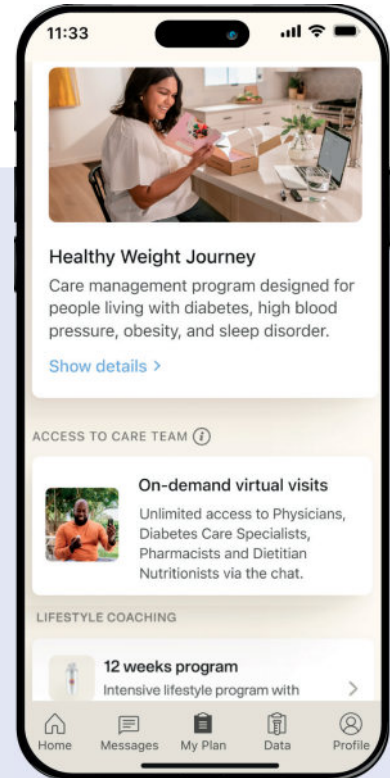 11:33
Healthy Weight Journey
Care management program designed for
people living with diabetes, high blood
pressure, obesity, and sleep disorder.
Show details >
ACCESS TO CARE TEAM i
On-demand virtual visits
Unlimited access to Physicians,
Diabetes Care Specialists,
Pharmacists and Dietitian
Nutritionists via the chat.
LIFESTYLE COACHING
12 weeks program
Intensive lifestyle program with
Home Messages My Plan Data Profile